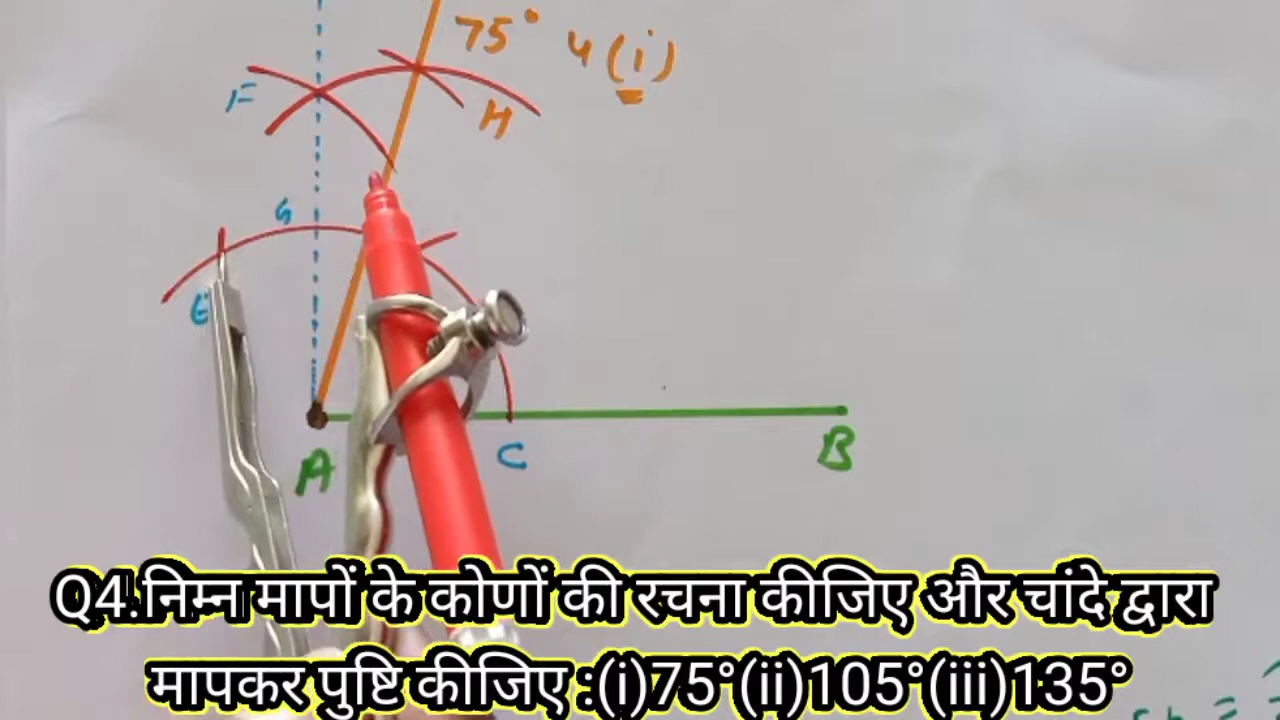 75° 4(i)
F
H
G
E
A
C
B
Q4.निम्न मापों के कोणों की रचना कीजिए और चांदे द्वारा
मापकर पुष्टि कीजिए :(i)75°(ii)105°(iii)135°